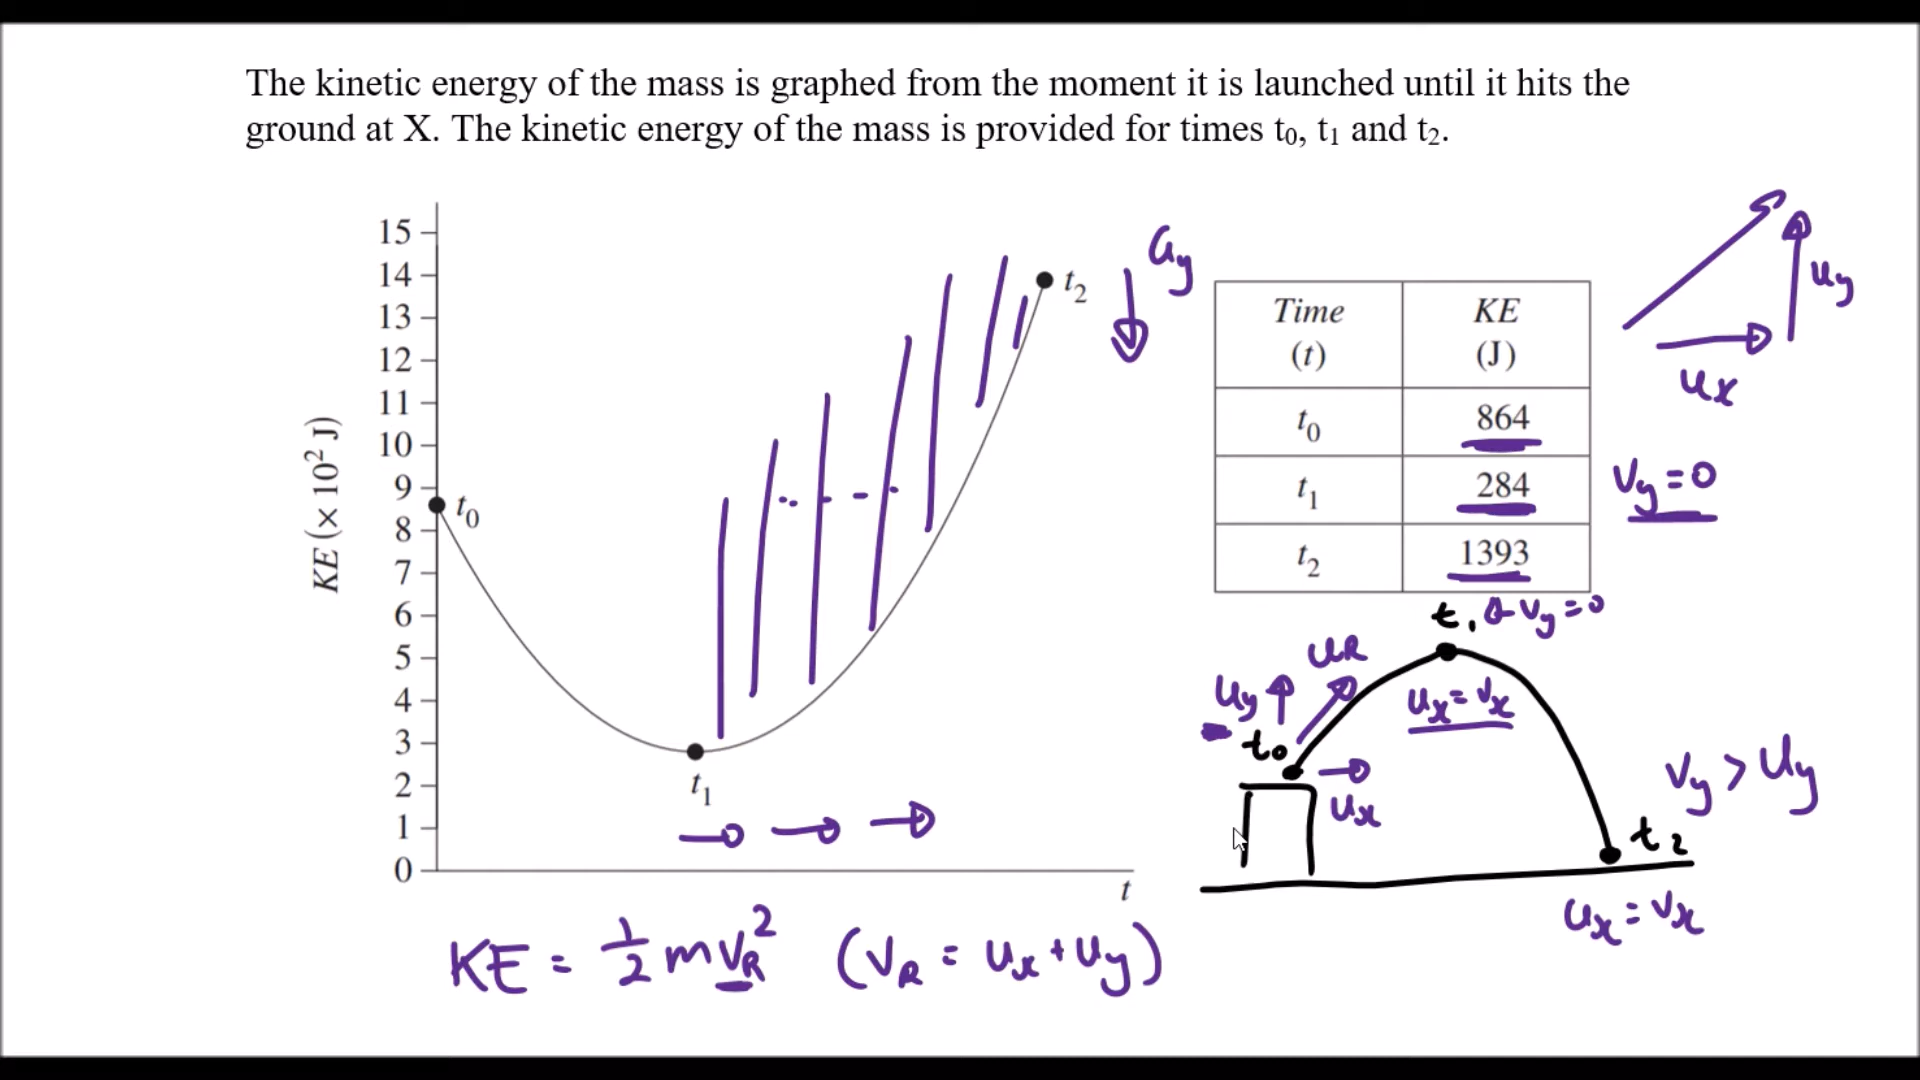 The kinetic energy of the mass is graphed from the moment it is launched until it hits the
ground at X. The kinetic energy of the mass is provided for times t₀, t₁ and t₂.
KE (× 10² J)
15
14
13
12
11
10
9
8
7
6
5
4
3
2
1
0
t₀
t₁
t₂
t
ay
Time (t) KE (J)
t₀ 864
t₁ 284
t₂ 1393
uy
ux
Vy = 0
t₁ Vy = 0
uR
uy
ux = Vx
t₀
ux
Vy > uy
t₂
ux = Vx
KE = 1/2 m VR² (VR = ux + uy)